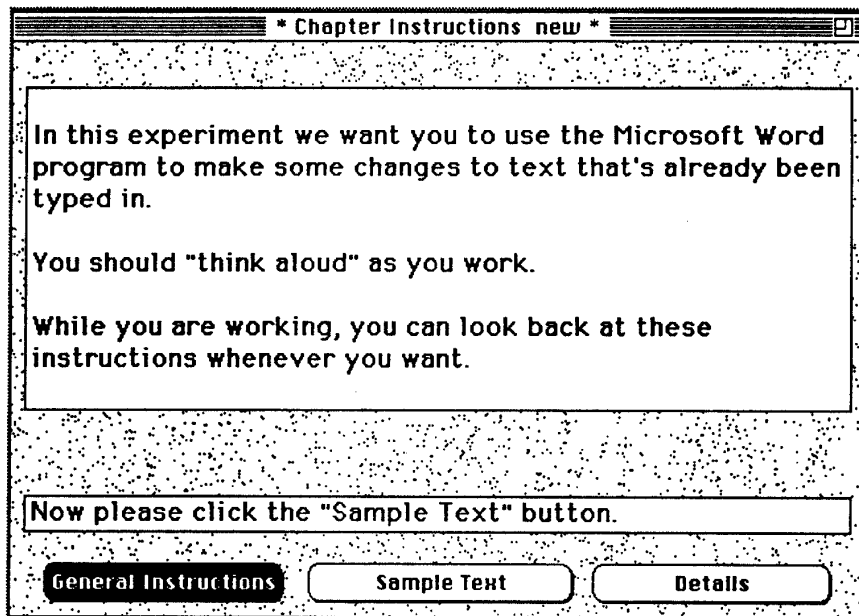 * Chapter Instructions new *
In this experiment we want you to use the Microsoft Word
program to make some changes to text that's already been
typed in.
You should "think aloud" as you work.
While you are working, you can look back at these
instructions whenever you want.
Now please click the "Sample Text" button.
General Instructions Sample Text Details